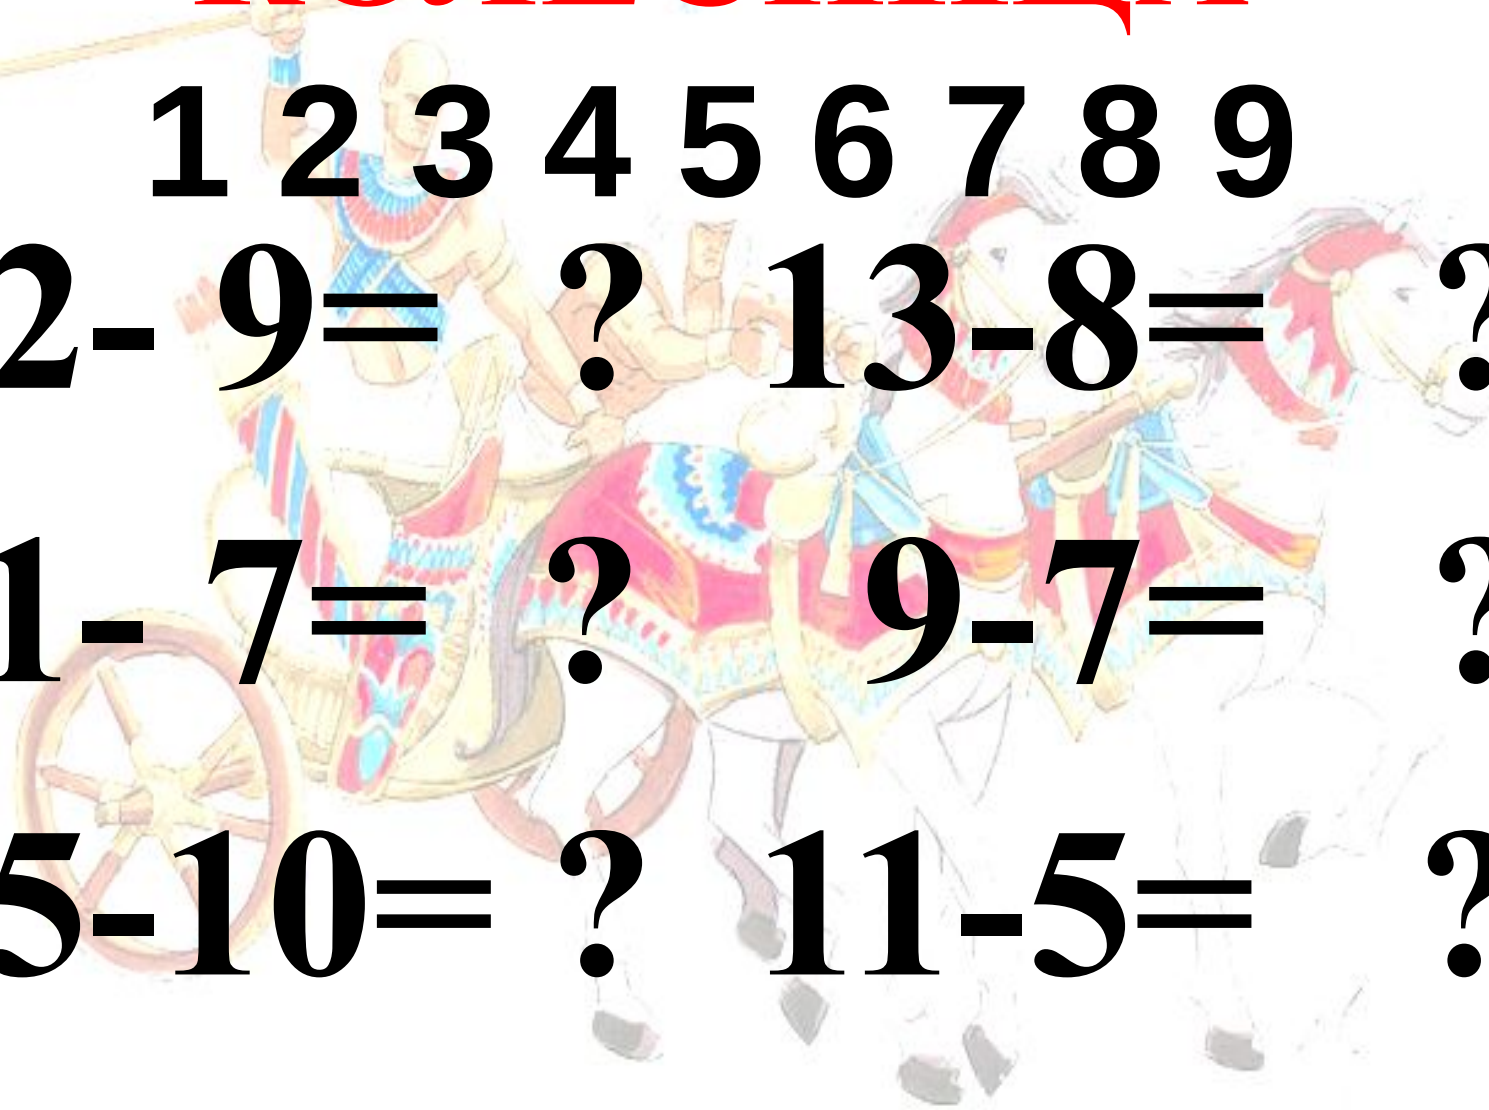 КОЛЕСНИЦА
1 2 3 4 5 6 7 8 9
2- 9= ? 13-8= ?
1- 7= ? 9-7= ?
5-10= ? 11-5= ?